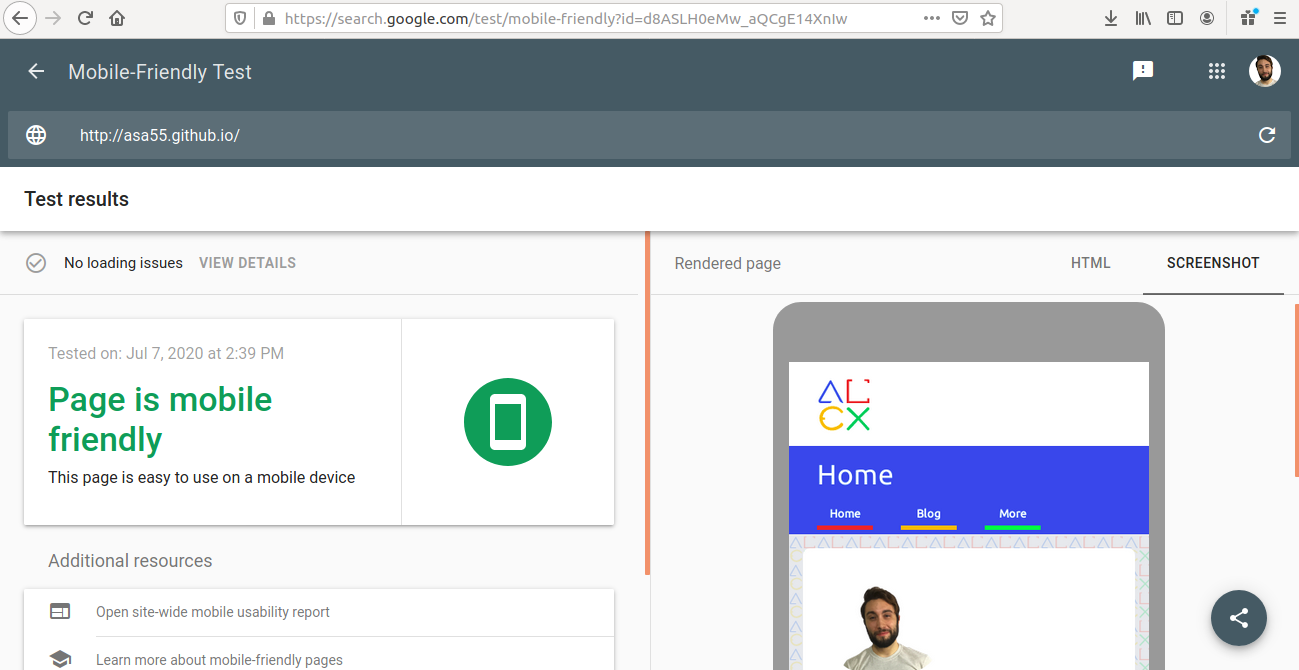 https://search.google.com/test/mobile-friendly?id=d8ASLH0eMw_aQCgE14XnIw
Mobile-Friendly Test
http://asa55.github.io/
Test results
No loading issues VIEW DETAILS
Rendered page HTML SCREENSHOT
Tested on: Jul 7, 2020 at 2:39 PM
Page is mobile
friendly
This page is easy to use on a mobile device
Additional resources
Open site-wide mobile usability report
Learn more about mobile-friendly pages
AL
EX
Home
Home Blog More